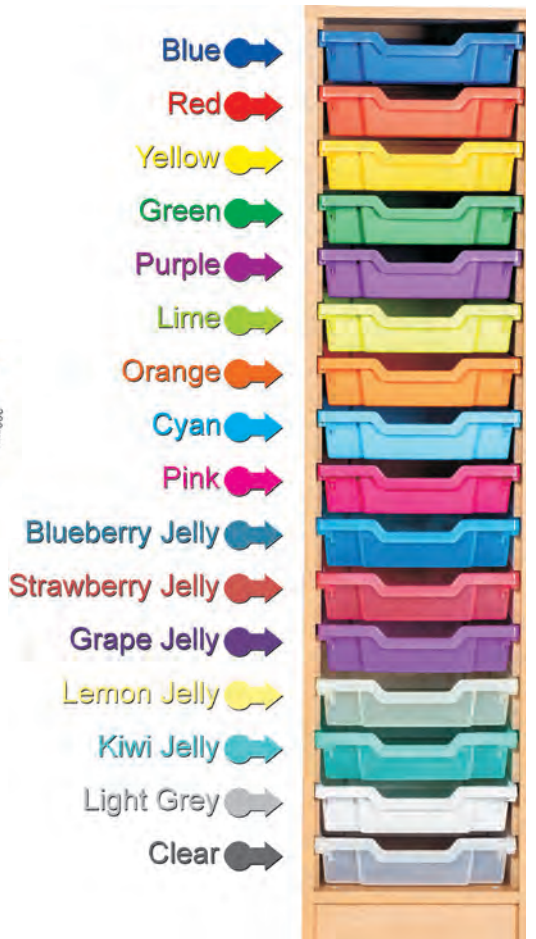 Blue
Red
Yellow
Green
Purple
Lime
Orange
Cyan
Pink
Blueberry Jelly
Strawberry Jelly
Grape Jelly
Lemon Jelly
Kiwi Jelly
Light Grey
Clear